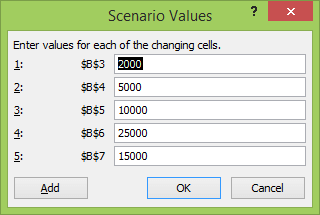 Scenario Values ? ×
Enter values for each of the changing cells.
1: $B$3 2000
2: $B$4 5000
3: $B$5 10000
4: $B$6 25000
5: $B$7 15000
Add OK Cancel